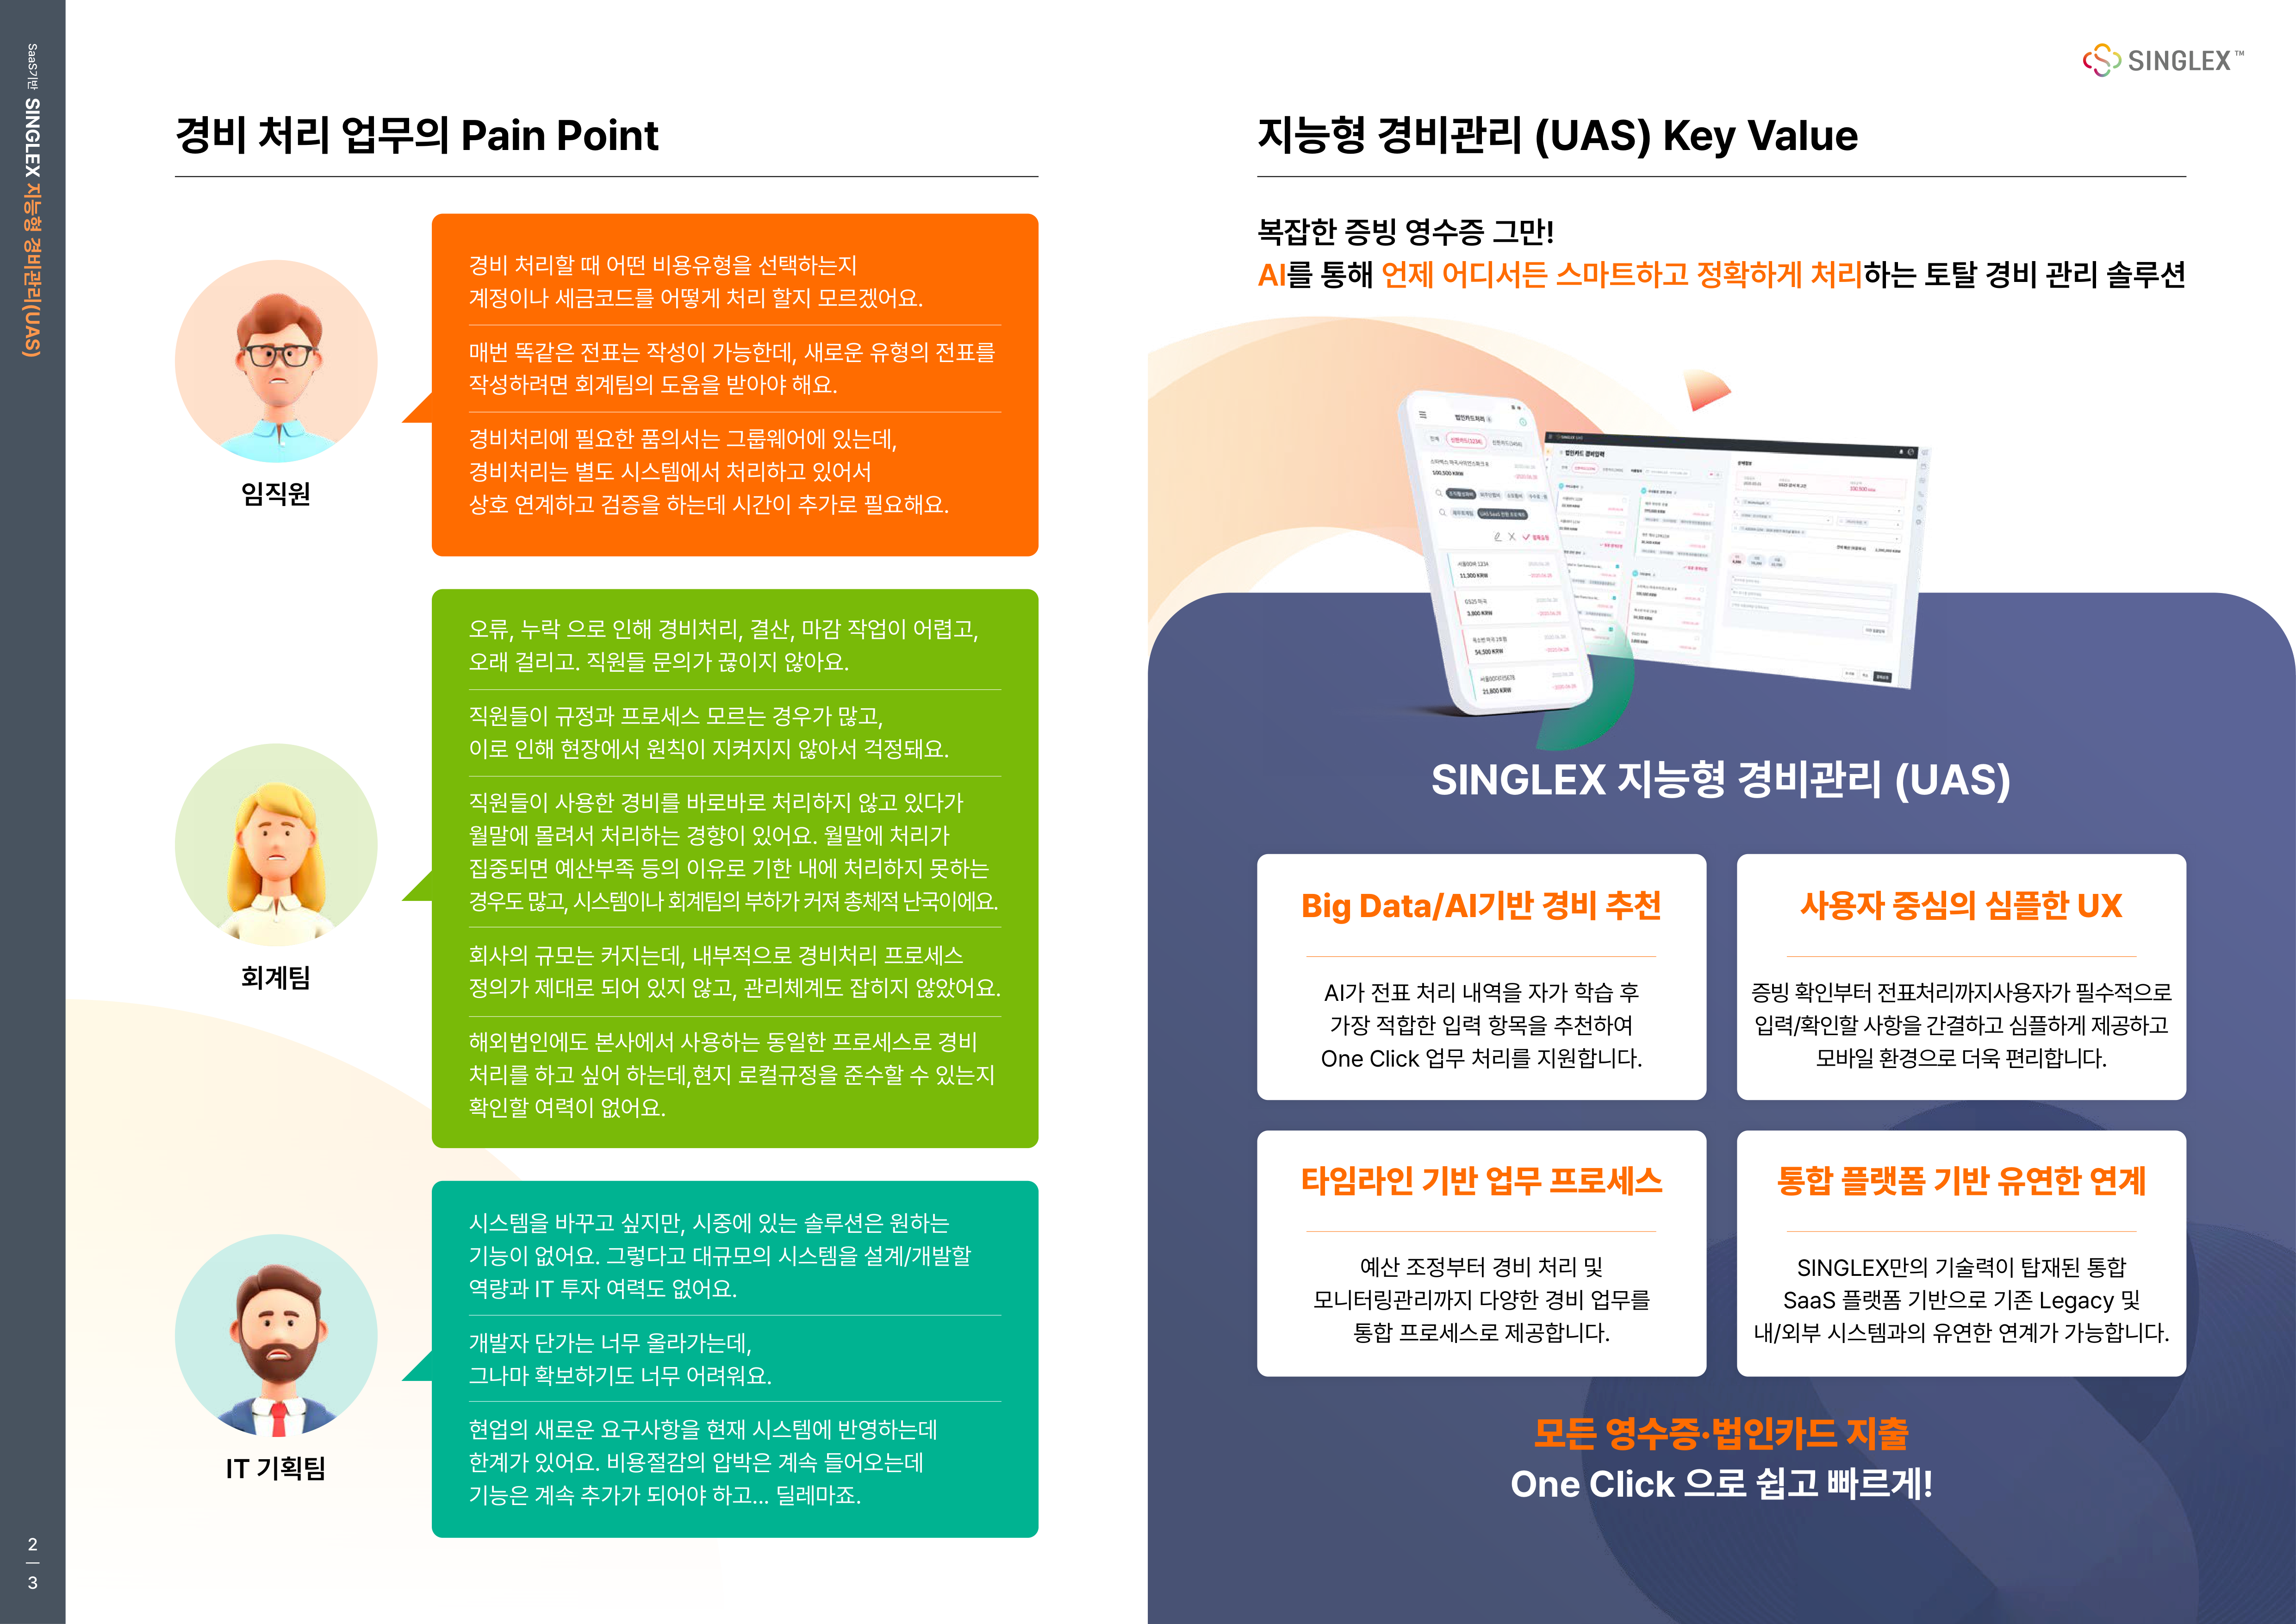 SaaS기반 SINGLEX 지능형 경비관리(UAS)
2
3
경비 처리 업무의 Pain Point
경비 처리할 때 어떤 비용유형을 선택하는지
계정이나 세금코드를 어떻게 처리 할지 모르겠어요.
매번 똑같은 전표는 작성이 가능한데, 새로운 유형의 전표를
작성하려면 회계팀의 도움을 받아야 해요.
경비처리에 필요한 품의서는 그룹웨어에 있는데,
경비처리는 별도 시스템에서 처리하고 있어서
상호 연계하고 검증을 하는데 시간이 추가로 필요해요.
임직원
오류, 누락 으로 인해 경비처리, 결산, 마감 작업이 어렵고,
오래 걸리고. 직원들 문의가 끊이지 않아요.
직원들이 규정과 프로세스 모르는 경우가 많고,
이로 인해 현장에서 원칙이 지켜지지 않아서 걱정돼요.
직원들이 사용한 경비를 바로바로 처리하지 않고 있다가
월말에 몰려서 처리하는 경향이 있어요. 월말에 처리가
집중되면 예산부족 등의 이유로 기한 내에 처리하지 못하는
경우도 많고, 시스템이나 회계팀의 부하가 커져 총체적 난국이에요.
회사의 규모는 커지는데, 내부적으로 경비처리 프로세스
정의가 제대로 되어 있지 않고, 관리체계도 잡히지 않았어요.
해외법인에도 본사에서 사용하는 동일한 프로세스로 경비
처리를 하고 싶어 하는데,현지 로컬규정을 준수할 수 있는지
확인할 여력이 없어요.
회계팀
시스템을 바꾸고 싶지만, 시중에 있는 솔루션은 원하는
기능이 없어요. 그렇다고 대규모의 시스템을 설계/개발할
역량과 IT 투자 여력도 없어요.
개발자 단가는 너무 올라가는데,
그나마 확보하기도 너무 어려워요.
현업의 새로운 요구사항을 현재 시스템에 반영하는데
한계가 있어요. 비용절감의 압박은 계속 들어오는데
기능은 계속 추가가 되어야 하고... 딜레마죠.
IT 기획팀
SINGLEX™
지능형 경비관리 (UAS) Key Value
복잡한 증빙 영수증 그만!
AI를 통해 언제 어디서든 스마트하고 정확하게 처리하는 토탈 경비 관리 솔루션
법인카드처리
전체 신한카드(1234)
100,500 KRW
서울00퍼 1234
11,300 KRW
GS25 마곡
3,800 KRW
54,500 KRW
21,800 KRW
법인카드 경비입력
SINGLEX 지능형 경비관리 (UAS)
Big Data/AI기반 경비 추천
AI가 전표 처리 내역을 자가 학습 후
가장 적합한 입력 항목을 추천하여
One Click 업무 처리를 지원합니다.
사용자 중심의 심플한 UX
증빙 확인부터 전표처리까지사용자가 필수적으로
입력/확인할 사항을 간결하고 심플하게 제공하고
모바일 환경으로 더욱 편리합니다.
타임라인 기반 업무 프로세스
예산 조정부터 경비 처리 및
모니터링관리까지 다양한 경비 업무를
통합 프로세스로 제공합니다.
통합 플랫폼 기반 유연한 연계
SINGLEX만의 기술력이 탑재된 통합
SaaS 플랫폼 기반으로 기존 Legacy 및
내/외부 시스템과의 유연한 연계가 가능합니다.
모든 영수증·법인카드 지출
One Click 으로 쉽고 빠르게!